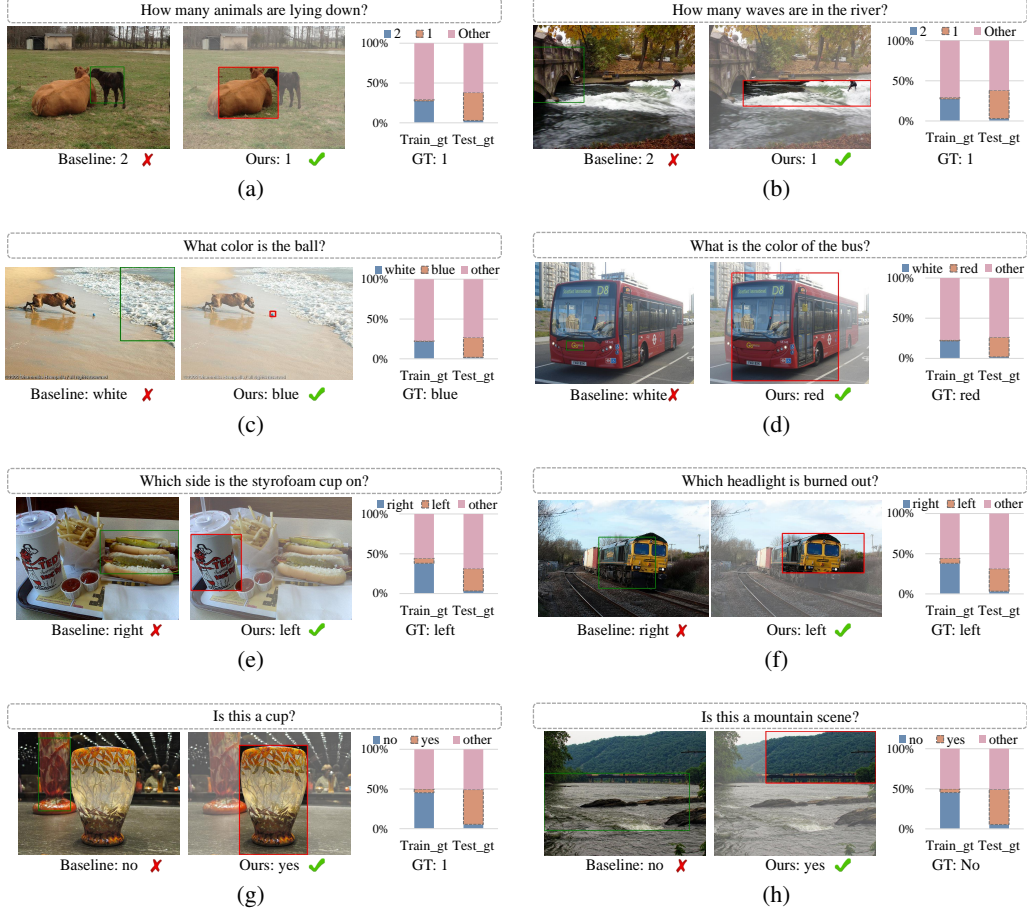 How many animals are lying down?
2 1 Other
100%
50%
0%
Train_gt Test_gt
Baseline: 2 ✗
Ours: 1 ✓
GT: 1
(a)
How many waves are in the river?
2 1 Other
100%
50%
0%
Train_gt Test_gt
Baseline: 2 ✗
Ours: 1 ✓
GT: 1
(b)
What color is the ball?
white blue other
100%
50%
0%
Train_gt Test_gt
Baseline: white ✗
Ours: blue ✓
GT: blue
(c)
What is the color of the bus?
D8
D8
white red other
100%
50%
0%
Train_gt Test_gt
Baseline: white ✗
Ours: red ✓
GT: red
(d)
Which side is the styrofoam cup on?
right left other
100%
50%
0%
Train_gt Test_gt
Baseline: right ✗
Ours: left ✓
GT: left
(e)
Which headlight is burned out?
right left other
100%
50%
0%
Train_gt Test_gt
Baseline: right ✗
Ours: left ✓
GT: left
(f)
Is this a cup?
no yes other
100%
50%
0%
Train_gt Test_gt
Baseline: no ✗
Ours: yes ✓
GT: 1
(g)
Is this a mountain scene?
no yes other
100%
50%
0%
Train_gt Test_gt
Baseline: no ✗
Ours: yes ✓
GT: No
(h)